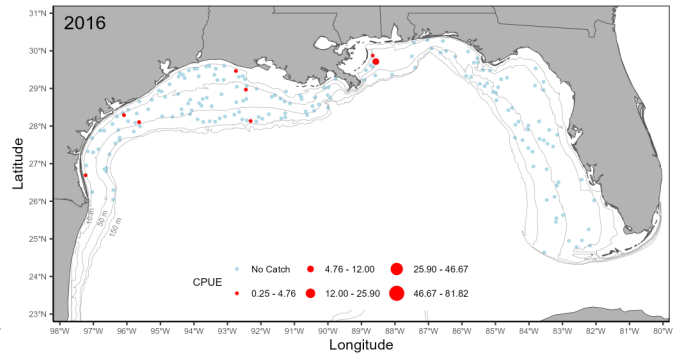 2016
31°N
30°N
29°N
28°N
27°N
26°N
25°N
24°N
23°N
Latitude
10 m
50 m
150 m
CPUE
No Catch
4.76 - 12.00
25.90 - 46.67
0.25 - 4.76
12.00 - 25.90
46.67 - 81.82
98°W 97°W 96°W 95°W 94°W 93°W 92°W 91°W 90°W 89°W 88°W 87°W 86°W 85°W 84°W 83°W 82°W 81°W 80°W
Longitude